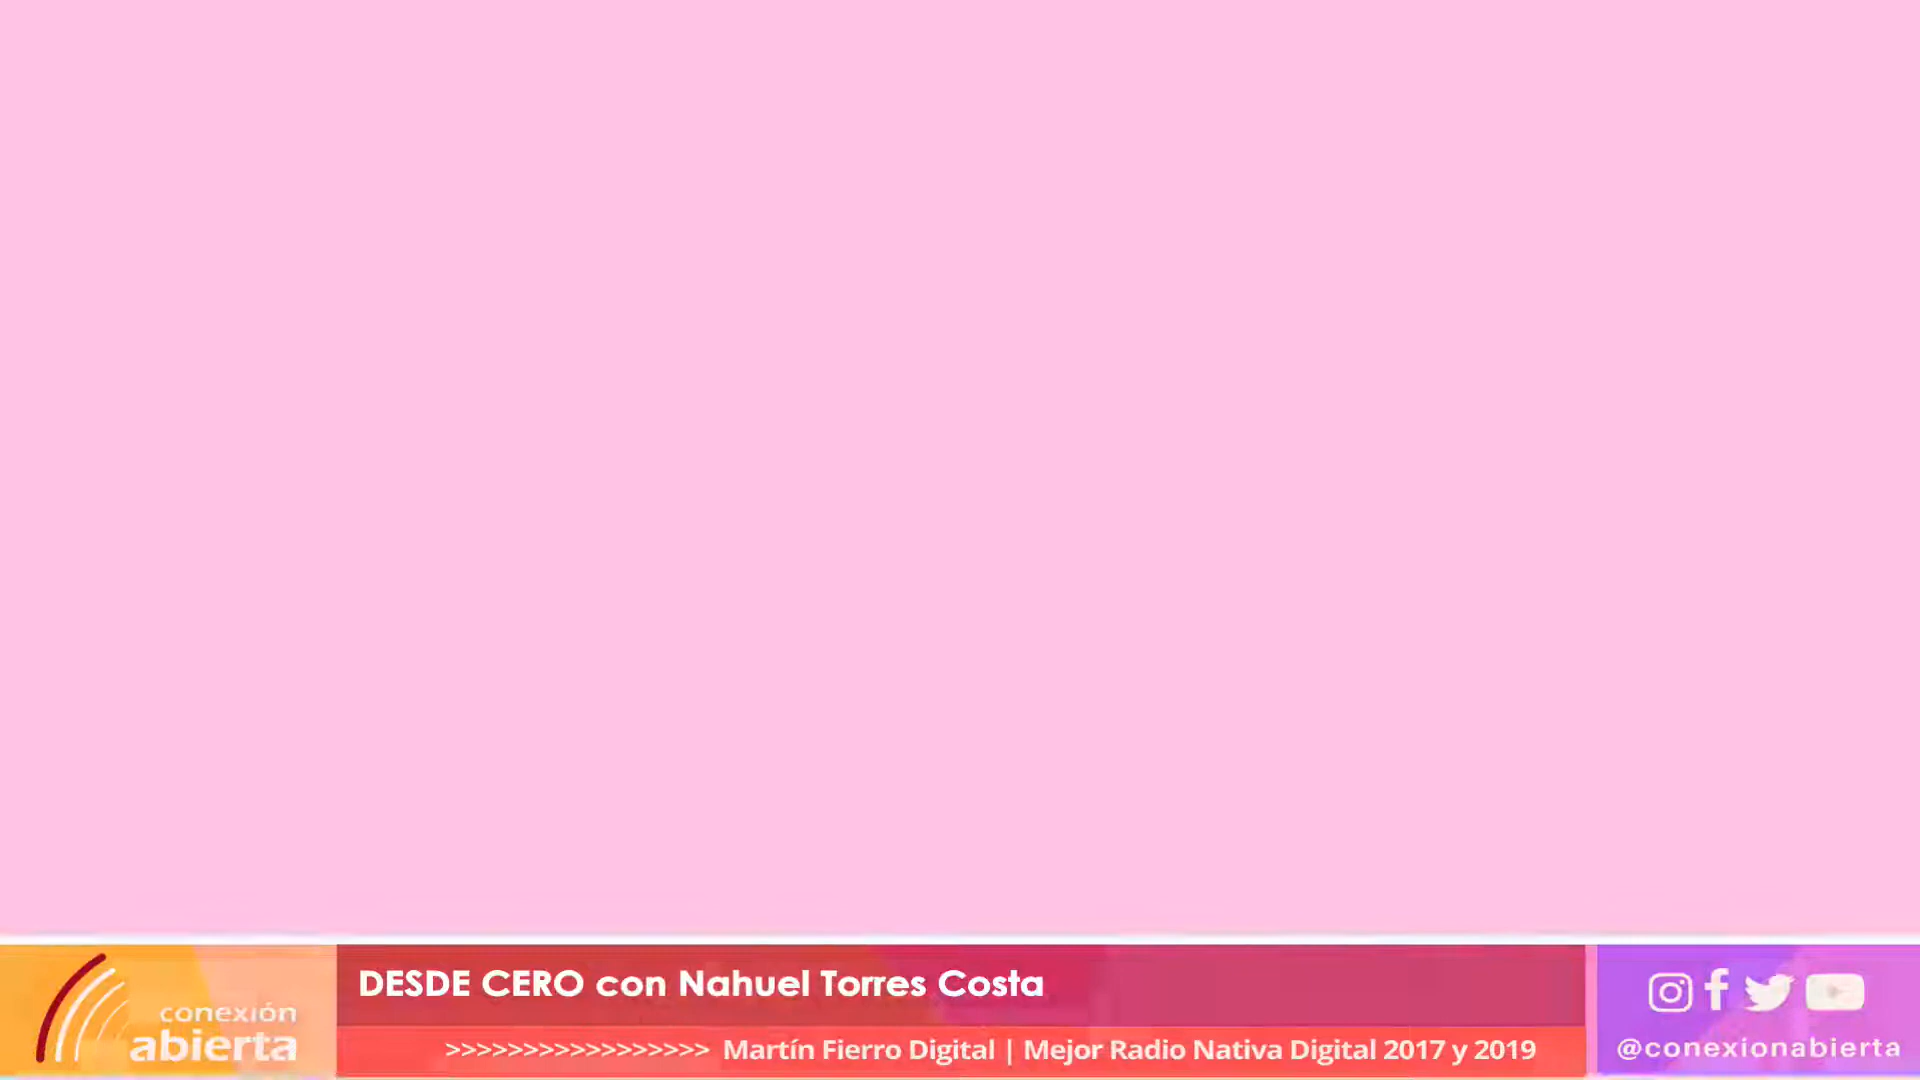 conexión
abierta
DESDE CERO con Nahuel Torres Costa
>>>>>>>>>>>>>>>>> Martín Fierro Digital | Mejor Radio Nativa Digital 2017 y 2019
@conexionabierta